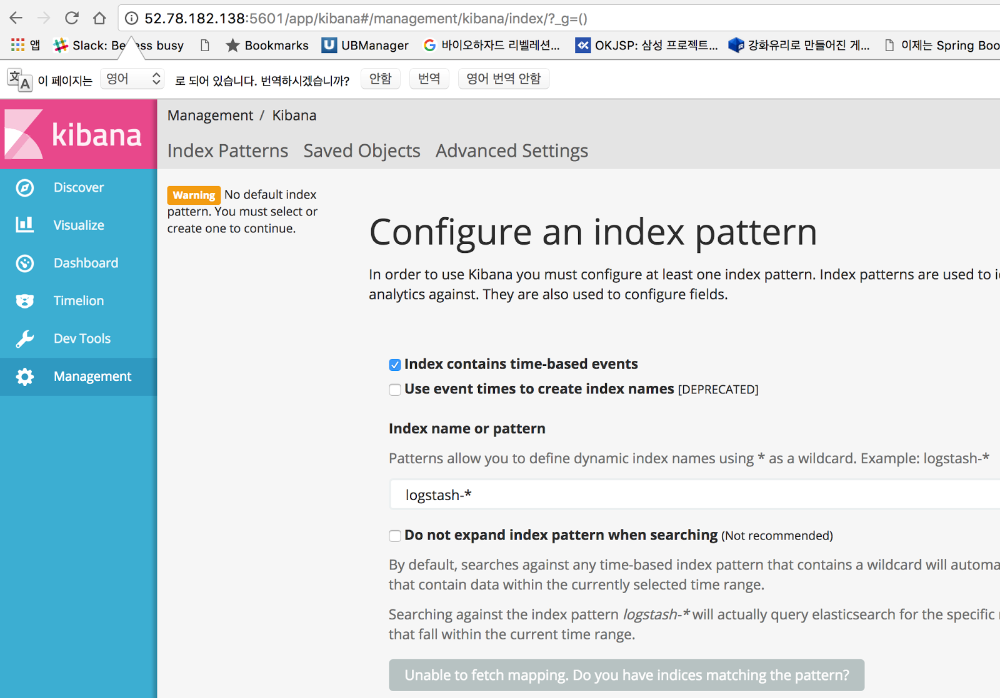 52.78.182.138:5601/app/kibana#/management/kibana/index/?_g=()
앱 Slack: Be ess busy Bookmarks UBManager 바이오하자드 리벨레션... OKJSP: 삼성 프로젝트... 강화유리로 만들어진 게... 이제는 Spring Boo
이 페이지는 영어 로 되어 있습니다. 번역하시겠습니까? 안함 번역 영어 번역 안함
kibana
Management / Kibana
Index Patterns Saved Objects Advanced Settings
Discover
Visualize
Dashboard
Timelion
Dev Tools
Management
Warning No default index
pattern. You must select or
create one to continue.
Configure an index pattern
In order to use Kibana you must configure at least one index pattern. Index patterns are used to i
analytics against. They are also used to configure fields.
Index contains time-based events
Use event times to create index names [DEPRECATED]
Index name or pattern
Patterns allow you to define dynamic index names using * as a wildcard. Example: logstash-*
logstash-*
Do not expand index pattern when searching (Not recommended)
By default, searches against any time-based index pattern that contains a wildcard will automa
that contain data within the currently selected time range.
Searching against the index pattern logstash-* will actually query elasticsearch for the specific
that fall within the current time range.
Unable to fetch mapping. Do you have indices matching the pattern?